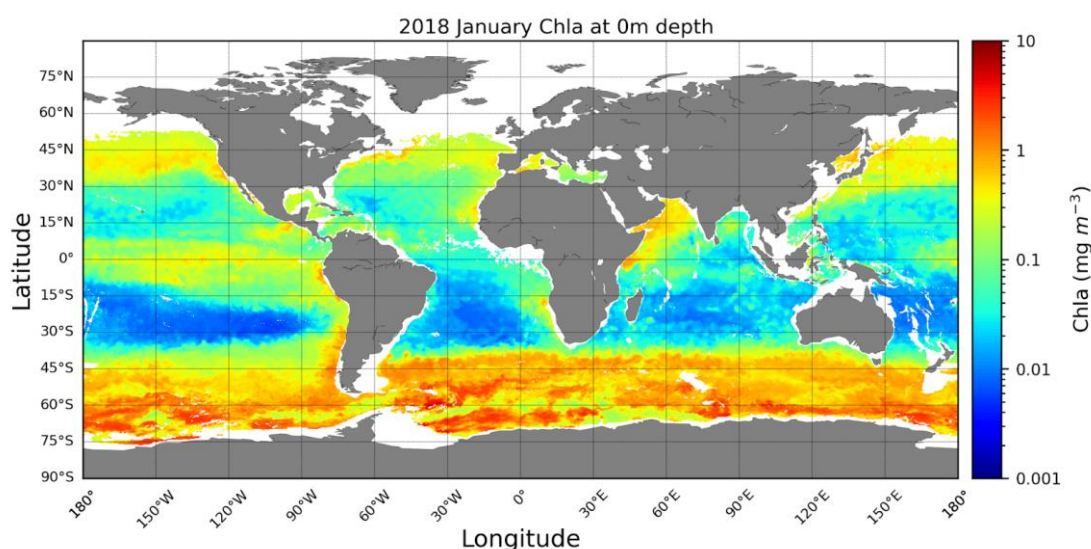 2018 January Chla at 0m depth
Latitude
75°N
60°N
45°N
30°N
15°N
0°
15°S
30°S
45°S
60°S
75°S
90°S
180°
150°W
120°W
90°W
60°W
30°W
0°
30°E
60°E
90°E
120°E
150°E
180°
Longitude
10
1
0.1
0.01
0.001
Chla (mg m⁻³)